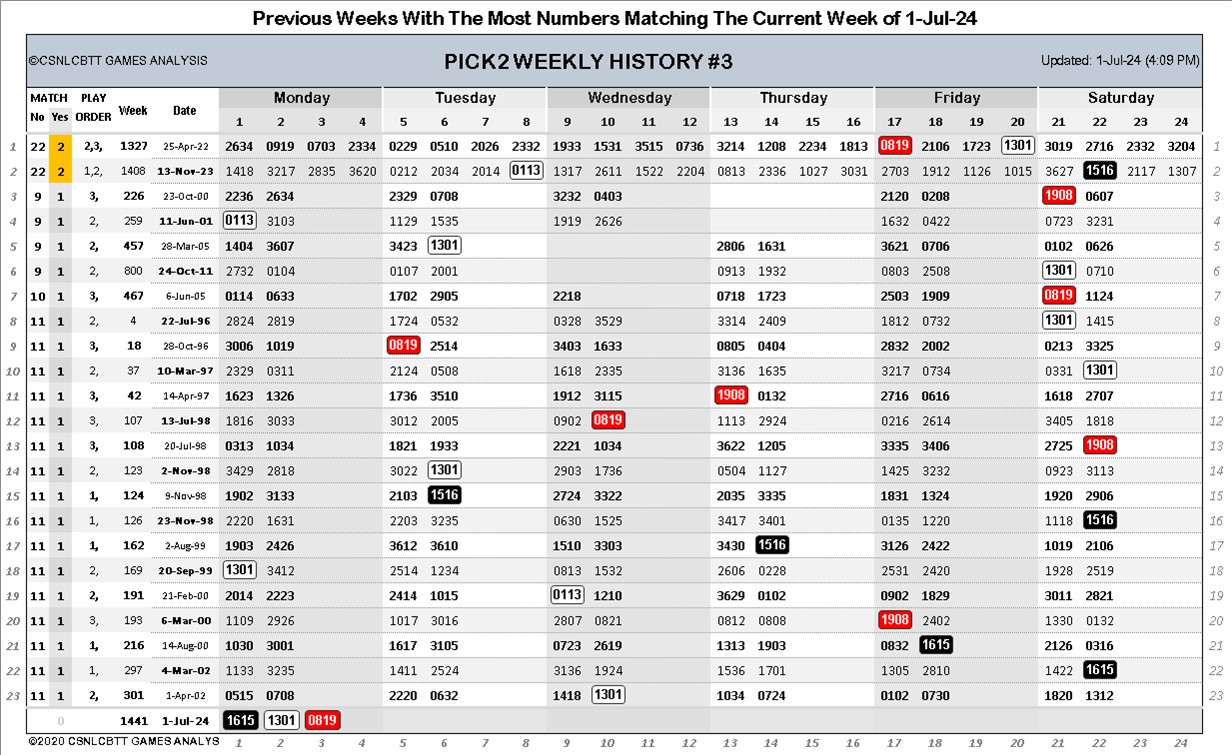 Previous Weeks With The Most Numbers Matching The Current Week of 1-Jul-24
©CSNLCBTT GAMES ANALYSIS PICK2 WEEKLY HISTORY #3 Updated: 1-Jul-24 (4:09 PM)
MATCH PLAY Week Date Monday Tuesday Wednesday Thursday Friday Saturday
No Yes ORDER 1 2 3 4 5 6 7 8 9 10 11 12 13 14 15 16 17 18 19 20 21 22 23 24
1 22 2 2,3, 1327 25-Apr-22 2634 0919 0703 2334 0229 0510 2026 2332 1933 1531 3515 0736 3214 1208 2234 1813 0819 2106 1723 1301 3019 2716 2332 3204 1
2 22 2 1,2, 1408 13-Nov-23 1418 3217 2835 3620 0212 2034 2014 0113 1317 2611 1522 2204 0813 2336 1027 3031 2703 1912 1126 1015 3627 1516 2117 1307 2
3 9 1 3, 226 23-Oct-00 2236 2634 2329 0708 3232 0403 2120 0208 1908 0607 3
4 9 1 2, 259 11-Jun-01 0113 3103 1129 1535 1919 2626 1632 0422 0723 3231 4
5 9 1 2, 457 28-Mar-05 1404 3607 3423 1301 2806 1631 3621 0706 0102 0626 5
6 9 1 2, 800 24-Oct-11 2732 0104 0107 2001 0913 1932 0803 2508 1301 0710 6
7 10 1 3, 467 6-Jun-05 0114 0633 1702 2905 2218 0718 1723 2503 1909 0819 1124 7
8 11 1 2, 4 22-Jul-96 2824 2819 1724 0532 0328 3529 3314 2409 1812 0732 1301 1415 8
9 11 1 3, 18 28-Oct-96 3006 1019 0819 2514 3403 1633 0805 0404 2832 2002 0213 3325 9
10 11 1 2, 37 10-Mar-97 2329 0311 2124 0508 1618 2335 3136 1635 3217 0734 0331 1301 10
11 11 1 3, 42 14-Apr-97 1623 1326 1736 3510 1912 3115 1908 0132 2716 0616 1618 2707 11
12 11 1 3, 107 13-Jul-98 1816 3033 3012 2005 0902 0819 1113 2924 0216 2614 3405 1818 12
13 11 1 3, 108 20-Jul-98 0313 1034 1821 1933 2221 1034 3622 1205 3335 3406 2725 1908 13
14 11 1 2, 123 2-Nov-98 3429 2818 3022 1301 2903 1736 0504 1127 1425 3232 0923 3113 14
15 11 1 1, 124 9-Nov-98 1902 3133 2103 1516 2724 3322 2035 3335 1831 1324 1920 2906 15
16 11 1 1, 126 23-Nov-98 2220 1631 2203 3235 0630 1525 3417 3401 0135 1220 1118 1516 16
17 11 1 1, 162 2-Aug-99 1903 2426 3612 3610 1510 3303 3430 1516 3126 2422 1019 2106 17
18 11 1 2, 169 20-Sep-99 1301 3412 2514 1234 0813 1532 2606 0228 2531 2420 1928 2519 18
19 11 1 2, 191 21-Feb-00 2014 2223 2414 1015 0113 1210 3629 0102 0902 1829 3011 2821 19
20 11 1 3, 193 6-Mar-00 1109 2926 1017 3016 2807 0821 0812 0808 1908 2402 1330 0132 20
21 11 1 1, 216 14-Aug-00 1030 3001 1617 3105 0723 2619 1313 1903 0832 1615 2126 0316 21
22 11 1 1, 297 4-Mar-02 1133 3235 1411 2524 3136 1924 1536 1701 1305 2810 1422 1615 22
23 11 1 2, 301 1-Apr-02 0515 0708 2220 0632 1418 1301 1034 0724 0102 0730 1820 1312 23
0 1441 1-Jul-24 1615 1301 0819
©2020 CSNLCBTT GAMES ANALYS 1 2 3 4 5 6 7 8 9 10 11 12 13 14 15 16 17 18 19 20 21 22 23 24